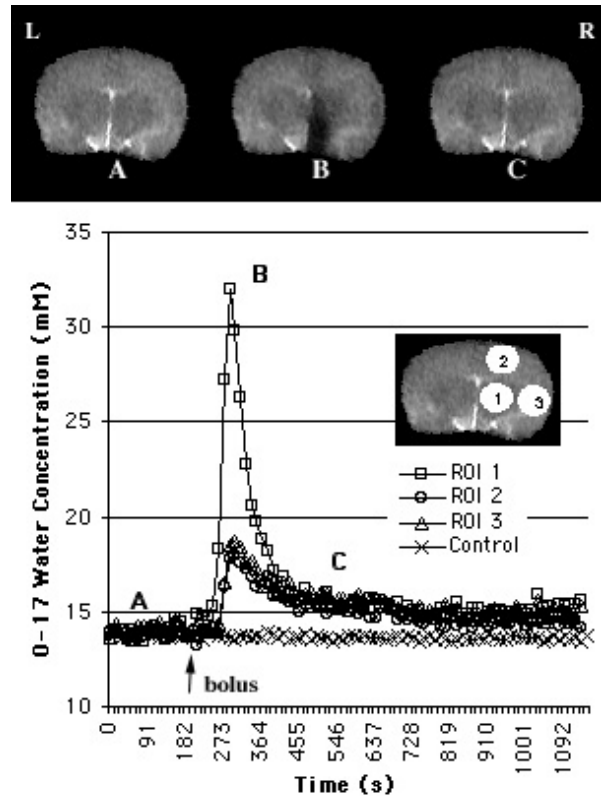 L R
A B C
35
30
25
20
15
10
O-17 Water Concentration (mM)
B
A
C
bolus
2
1 3
ROI 1
ROI 2
ROI 3
Control
0 91 182 273 364 455 546 637 728 819 910 1001 1092
Time (s)